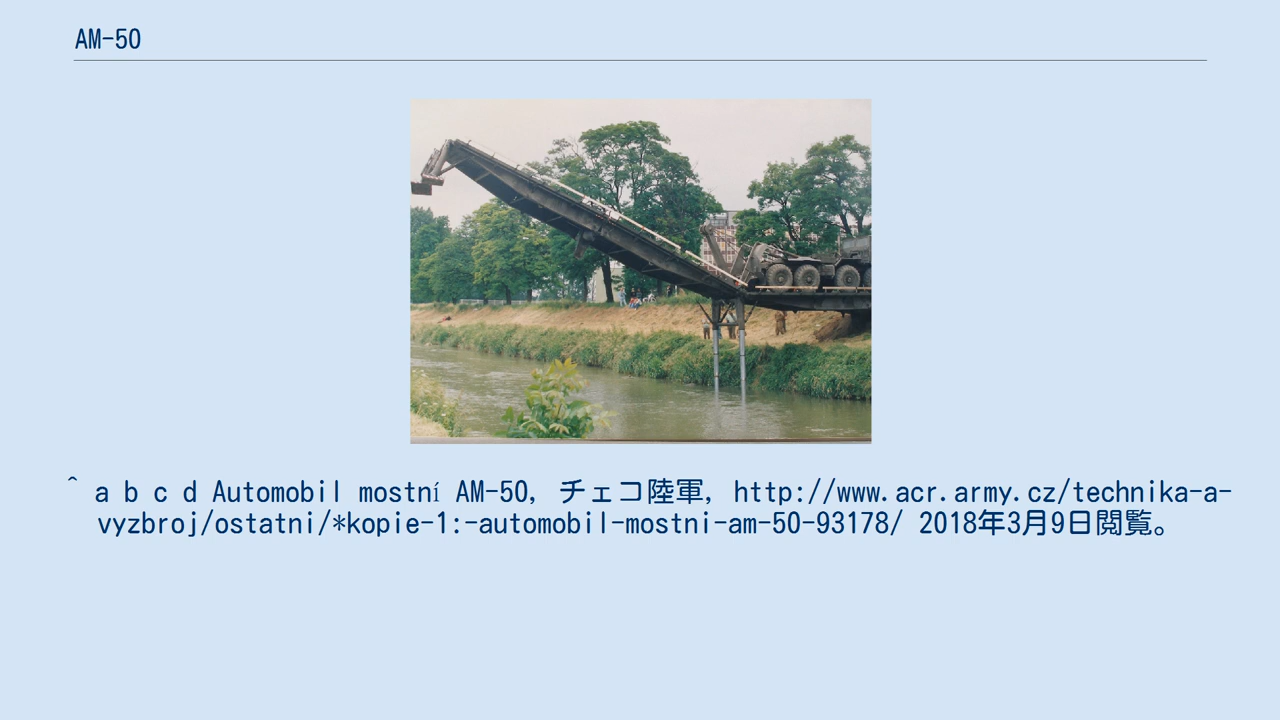 AM-50
^ a b c d Automobil mostní AM-50, チェコ陸軍, http://www.acr.army.cz/technika-a-
vyzbroj/ostatni/*kopie-1:-automobil-mostni-am-50-93178/ 2018年3月9日閲覧。